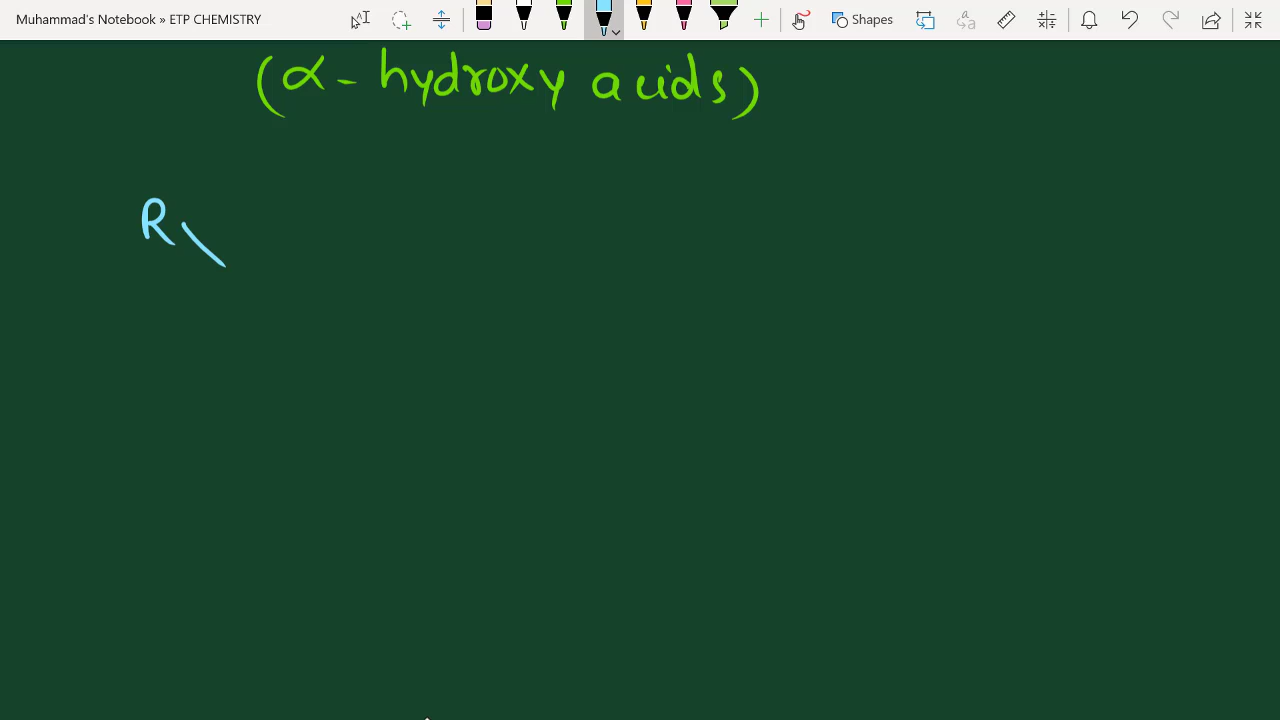 Muhammad's Notebook » ETP CHEMISTRY
Shapes
(α - hydroxy acids)
R